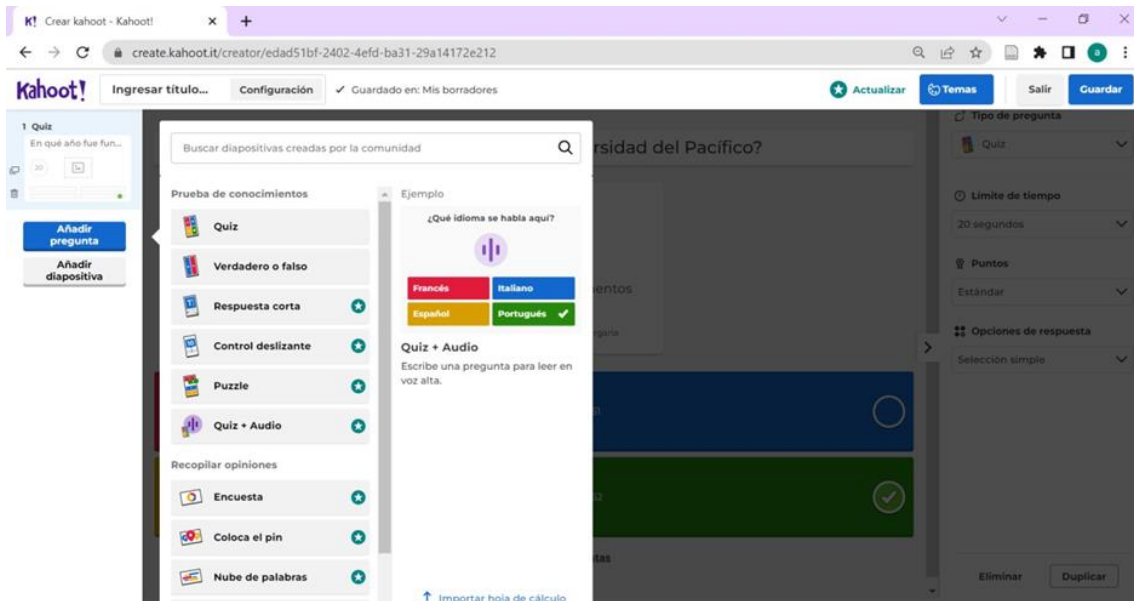 K! Crear kahoot - Kahoot!
create.kahoot.it/creator/edad51bf-2402-4efd-ba31-29a14172e212
a
Kahoot!
Ingresar título...
Configuración
Guardado en: Mis borradores
Actualizar
Temas
Salir
Guardar
1 Quiz
En qué año fue fun...
20
Añadir
pregunta
Añadir
diapositiva
Buscar diapositivas creadas por la comunidad
Prueba de conocimientos
Quiz
Verdadero o falso
Respuesta corta
Control deslizante
Puzzle
Quiz + Audio
Recopilar opiniones
Encuesta
Coloca el pin
Nube de palabras
Ejemplo
¿Qué idioma se habla aquí?
Francés
Italiano
Español
Portugués
Quiz + Audio
Escribe una pregunta para leer en
voz alta.
Importar hoja de cálculo
del Pacífico?
Tipo de pregunta
Quiz
Límite de tiempo
20 segundos
Puntos
Estándar
Opciones de respuesta
Selección simple
Eliminar
Duplicar